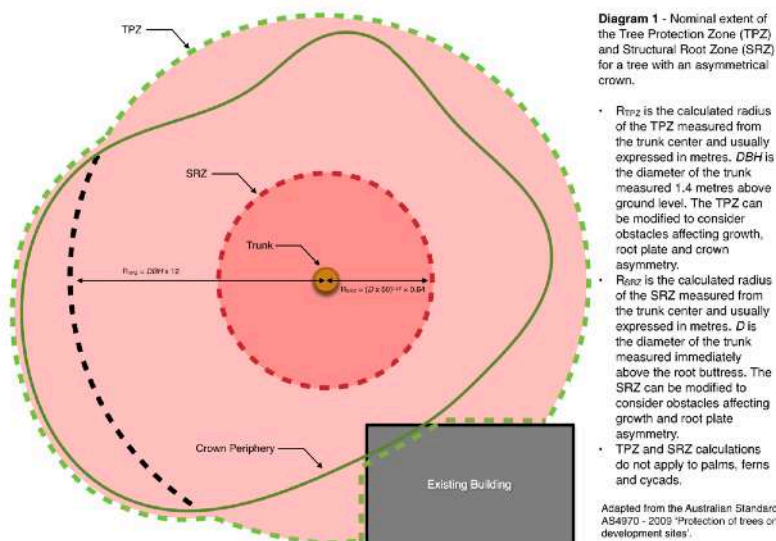 TPZ
SRZ
Trunk
RTPZ = DBH x 12
RSRZ = (D x 50)0.42 x 0.64
Crown Periphery
Existing Building
Diagram 1 - Nominal extent of
the Tree Protection Zone (TPZ)
and Structural Root Zone (SRZ)
for a tree with an asymmetrical
crown.
• RTPZ is the calculated radius
of the TPZ measured from
the trunk center and usually
expressed in metres. DBH is
the diameter of the trunk
measured 1.4 metres above
ground level. The TPZ can
be modified to consider
obstacles affecting growth,
root plate and crown
asymmetry.
• RSRZ is the calculated radius
of the SRZ measured from
the trunk center and usually
expressed in metres. D is
the diameter of the trunk
measured immediately
above the root buttress. The
SRZ can be modified to
consider obstacles affecting
growth and root plate
asymmetry.
• TPZ and SRZ calculations
do not apply to palms, ferns
and cycads.
Adapted from the Australian Standard
AS4970 - 2009 'Protection of trees on
development sites'.